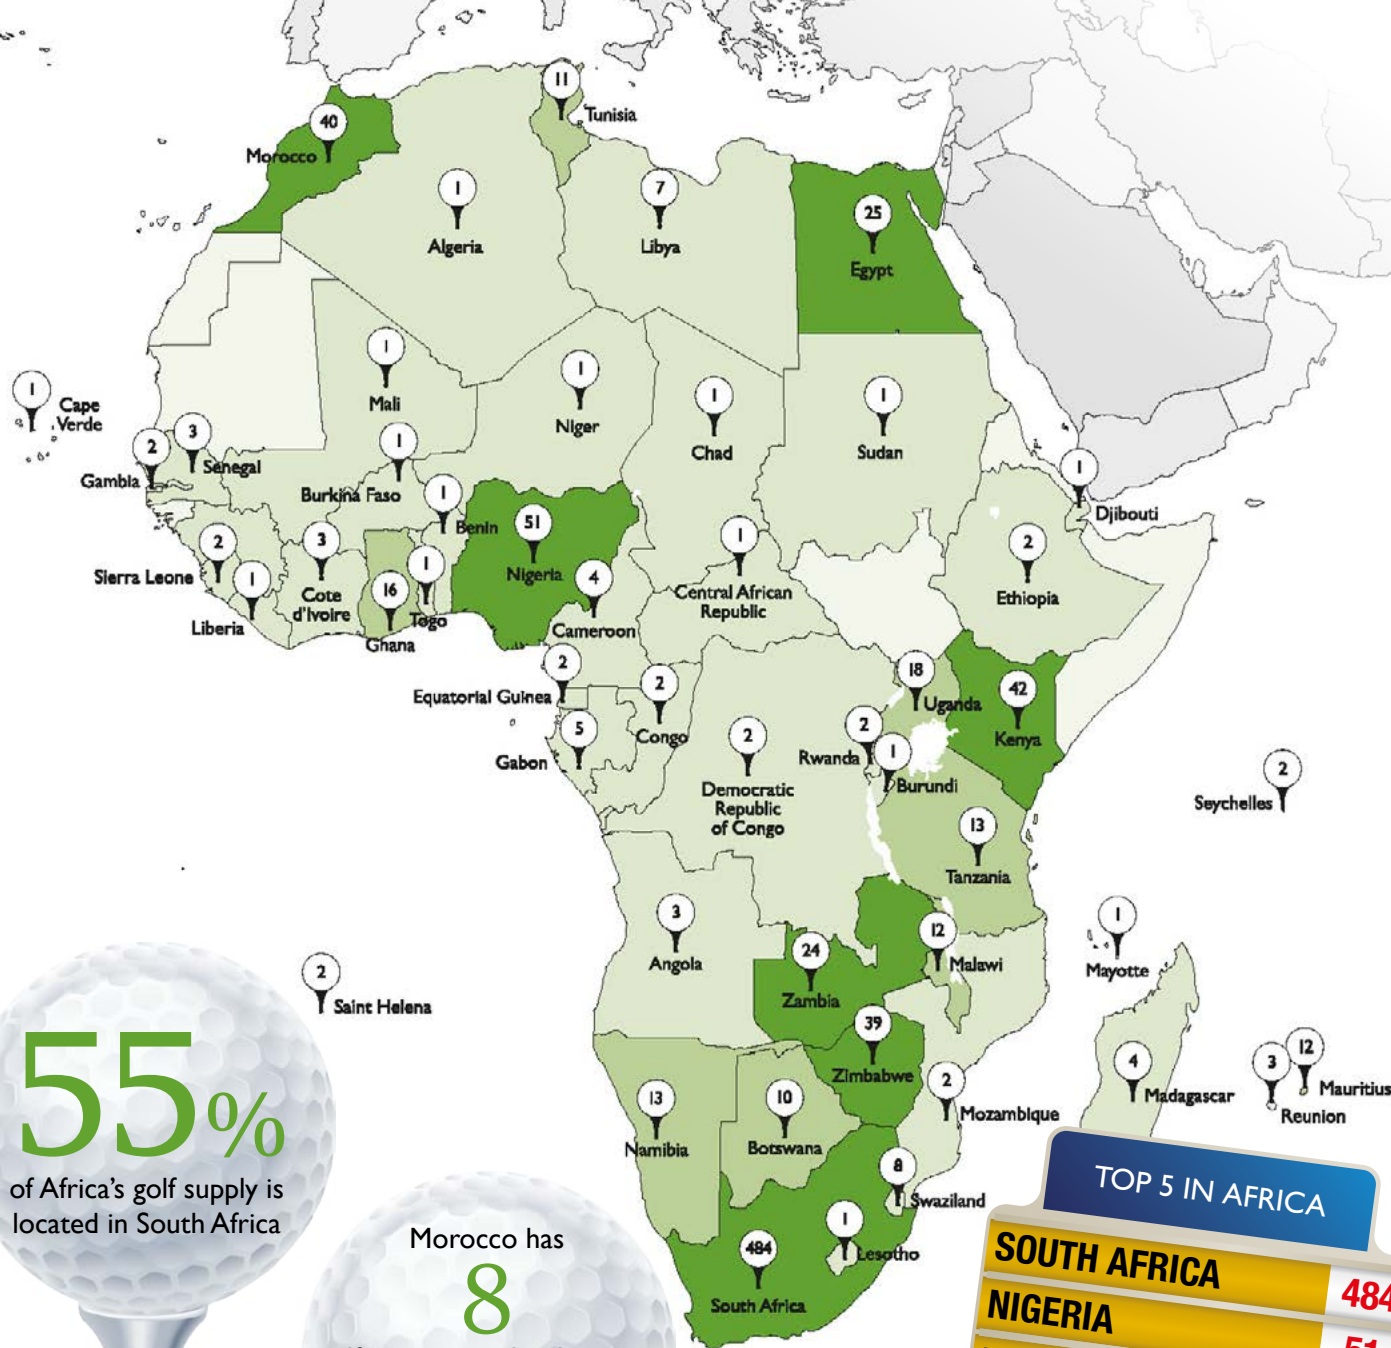 11
Tunisia
40
Morocco
1
Algeria
7
Libya
25
Egypt
1
Mali
1
Niger
1
Chad
1
Sudan
1
Cape
Verde
2
Gambia
3
Senegal
1
Burkina Faso
1
Benin
51
Nigeria
1
Djibouti
2
Sierra Leone
1
Liberia
3
Cote
d'Ivoire
16
Ghana
1
Togo
4
Cameroon
1
Central African
Republic
2
Ethiopia
2
Equatorial Guinea
2
Congo
5
Gabon
2
Democratic
Republic
of Congo
18
Uganda
42
Kenya
2
Rwanda
1
Burundi
2
Seychelles
13
Tanzania
3
Angola
24
Zambia
12
Malawi
1
Mayotte
2
Saint Helena
39
Zimbabwe
2
Mozambique
4
Madagascar
3
Reunion
12
Mauritius
13
Namibia
10
Botswana
8
Swaziland
1
Lesotho
484
South Africa
55%
of Africa's golf supply is
located in South Africa
Morocco has
8
TOP 5 IN AFRICA
SOUTH AFRICA 484
NIGERIA 51